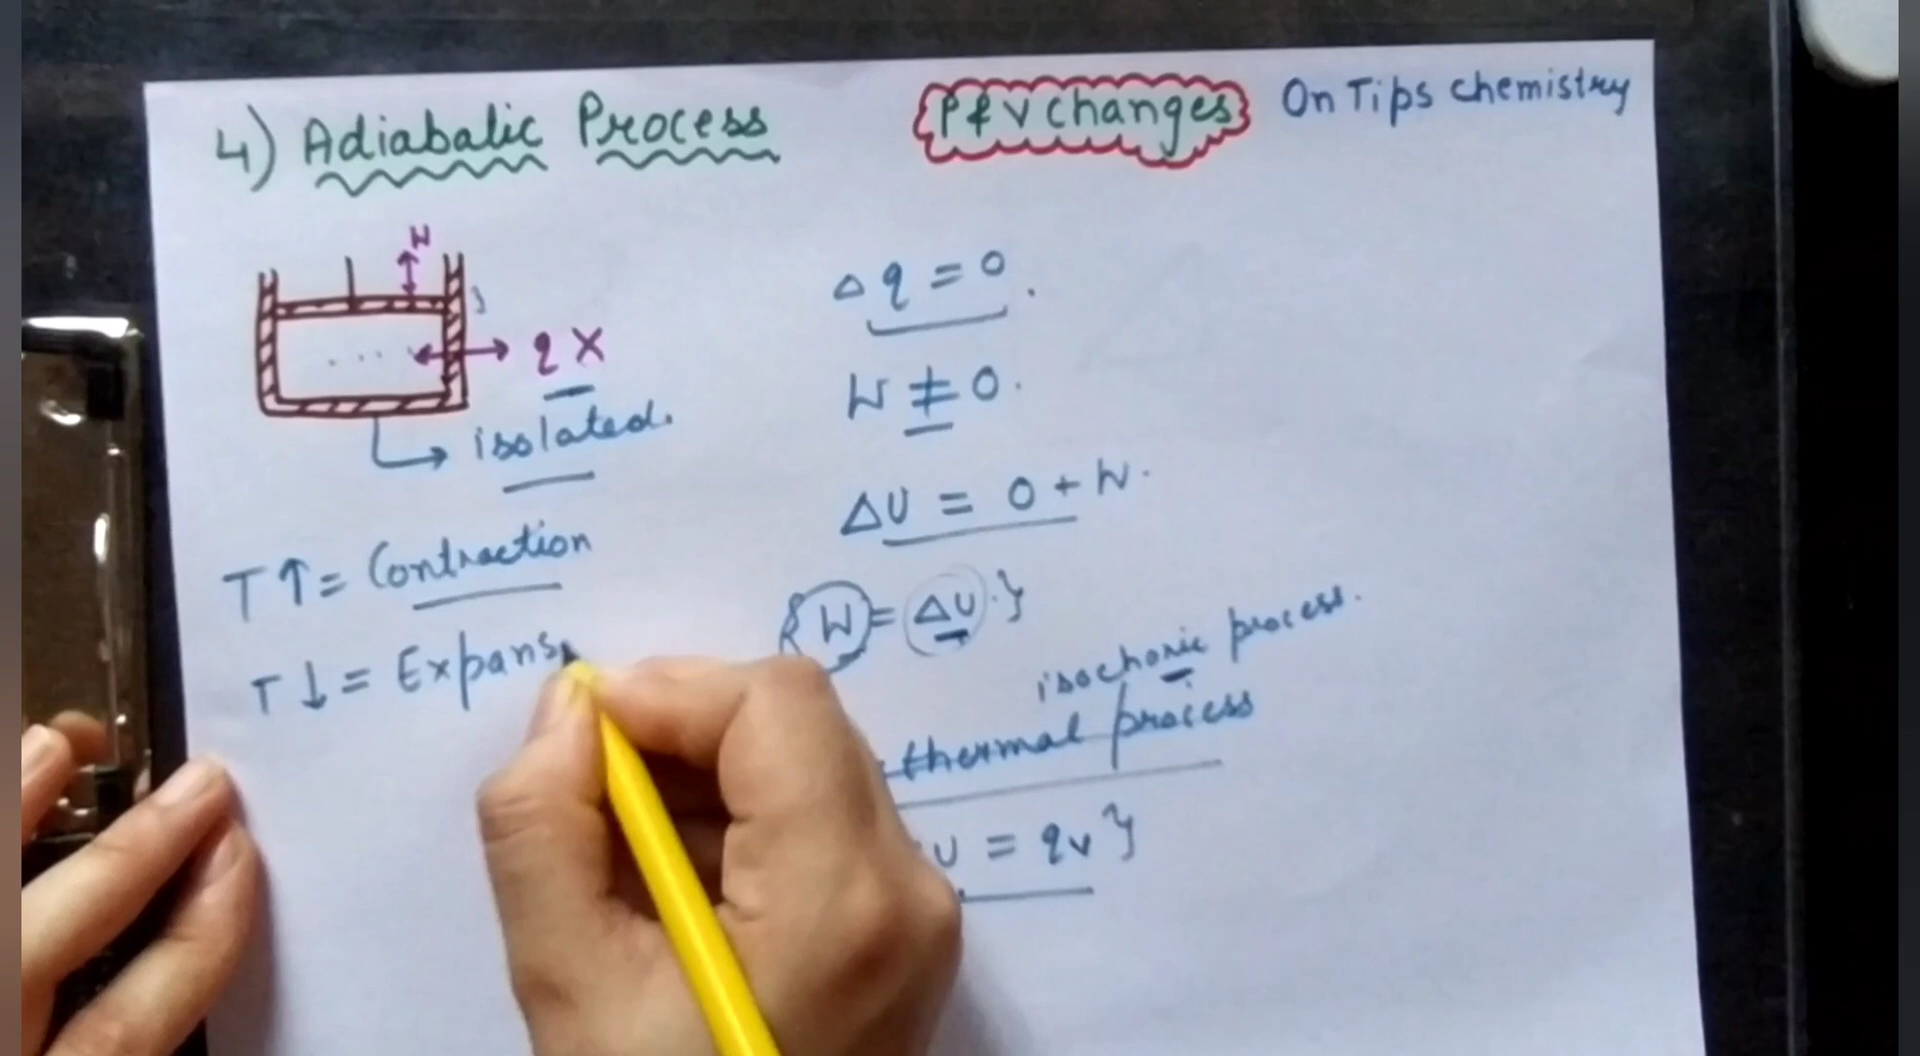 4) Adiabatic Process
P & V changes
On Tips chemistry
W
q X
isolated.
T ↑ = Contraction
T ↓ = Expans
Δq = 0.
W ≠ 0.
ΔU = 0 + W.
{W = ΔU.}
isochoric process.
thermal process
U = qv}